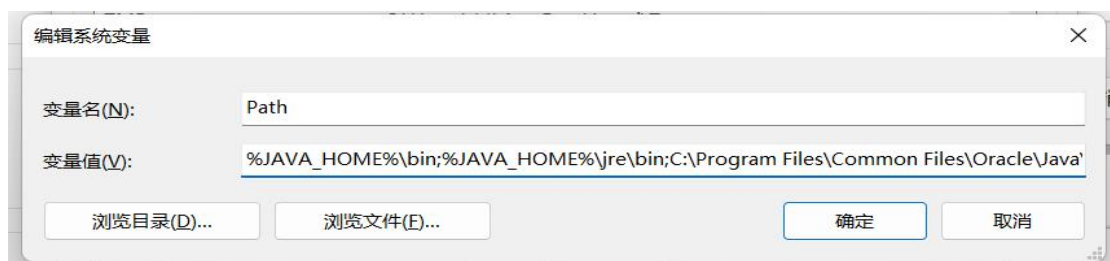 编辑系统变量
变量名(N):
Path
变量值(V):
%JAVA_HOME%\bin;%JAVA_HOME%\jre\bin;C:\Program Files\Common Files\Oracle\Java\
浏览目录(D)...
浏览文件(F)...
确定
取消